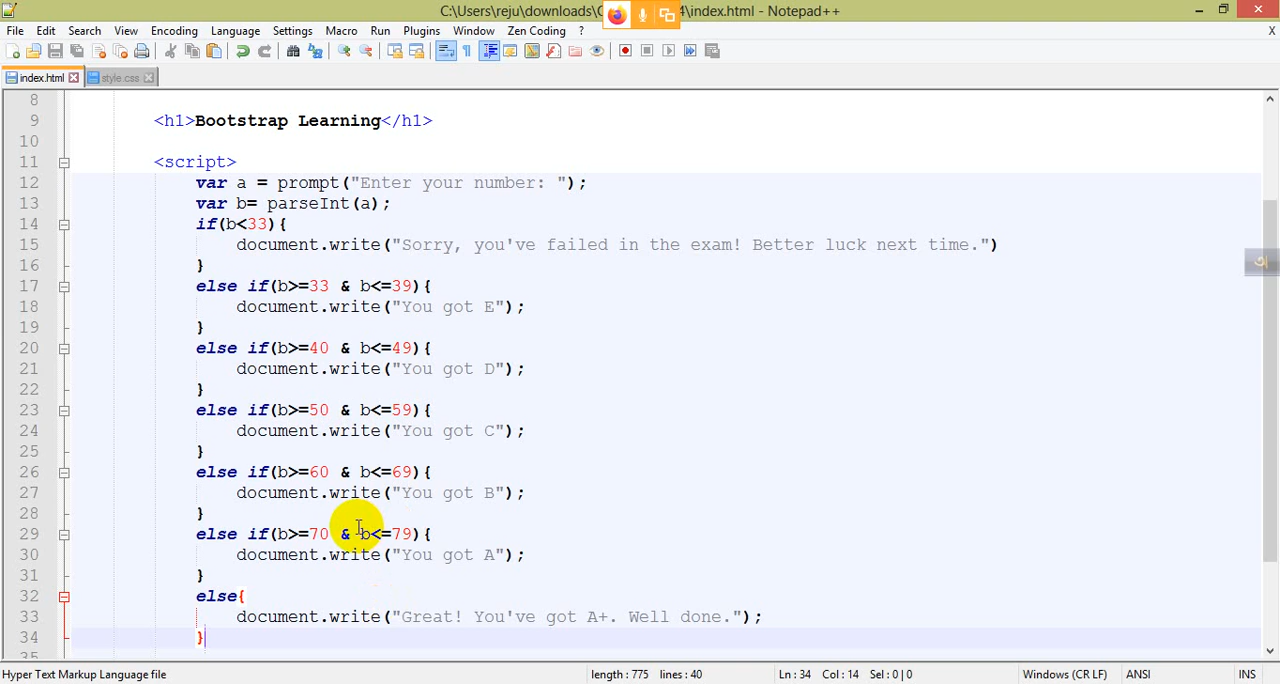 C:\Users\reju\downloads\C 4\index.html - Notepad++
File Edit Search View Encoding Language Settings Macro Run Plugins Window Zen Coding ? X
index.html style.css
8
9 <h1>Bootstrap Learning</h1>
10
11 <script>
12 var a = prompt("Enter your number: ");
13 var b= parseInt(a);
14 if(b<33){
15 document.write("Sorry, you've failed in the exam! Better luck next time.")
16 }
17 else if(b>=33 & b<=39){
18 document.write("You got E");
19 }
20 else if(b>=40 & b<=49){
21 document.write("You got D");
22 }
23 else if(b>=50 & b<=59){
24 document.write("You got C");
25 }
26 else if(b>=60 & b<=69){
27 document.write("You got B");
28 }
29 else if(b>=70 & b<=79){
30 document.write("You got A");
31 }
32 else{
33 document.write("Great! You've got A+. Well done.");
34 }
35
Hyper Text Markup Language file length : 775 lines : 40 Ln : 34 Col : 14 Sel : 0 | 0 Windows (CR LF) ANSI INS